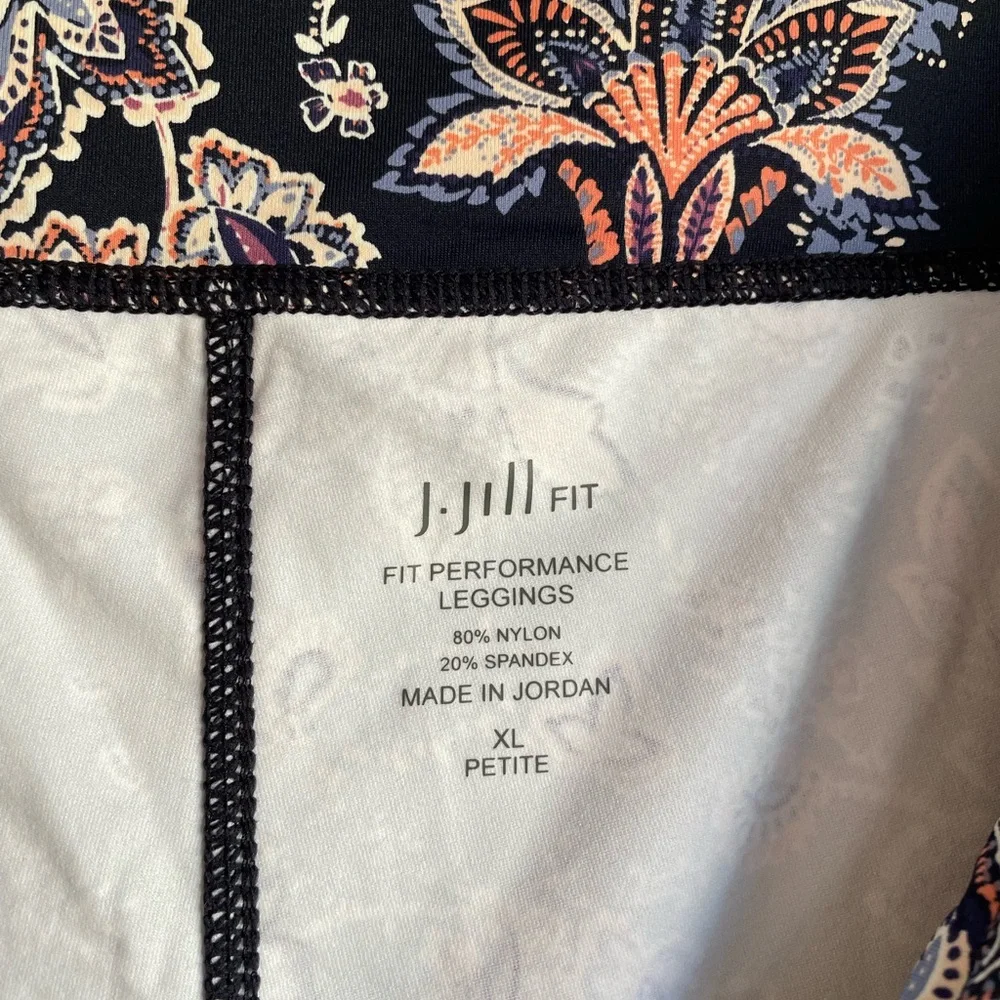 J.Jill FIT
FIT PERFORMANCE
LEGGINGS
80% NYLON
20% SPANDEX
MADE IN JORDAN
XL
PETITE